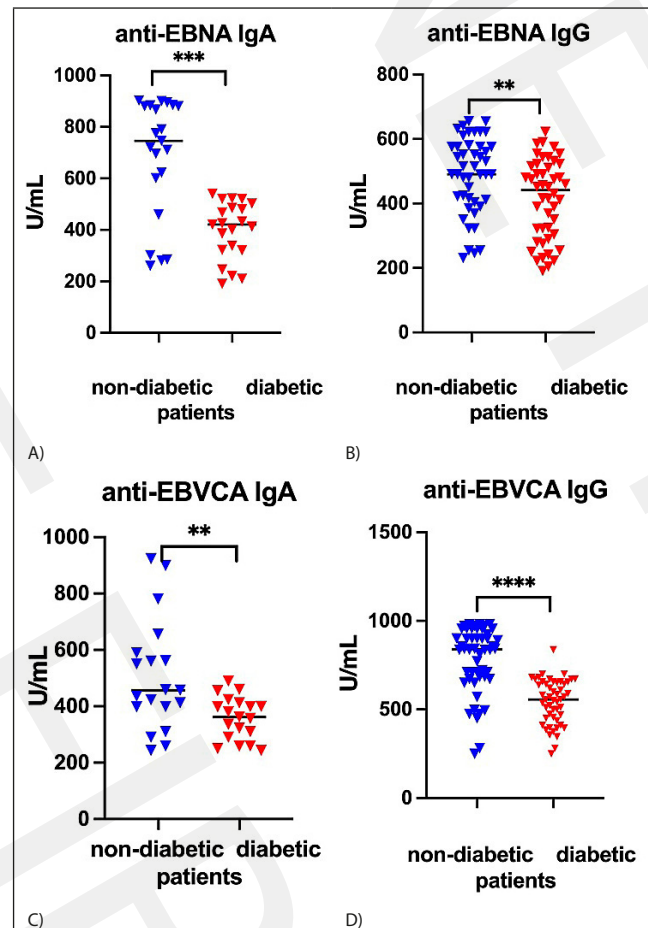 anti-EBNA IgA
***
1000
800
600
400
200
0
U/mL
non-diabetic diabetic
patients
A)
anti-EBNA IgG
**
800
600
400
200
0
U/mL
non-diabetic diabetic
patients
B)
anti-EBVCA IgA
**
1000
800
600
400
200
0
U/mL
non-diabetic diabetic
patients
C)
anti-EBVCA IgG
****
1500
1000
500
0
U/mL
non-diabetic diabetic
patients
D)